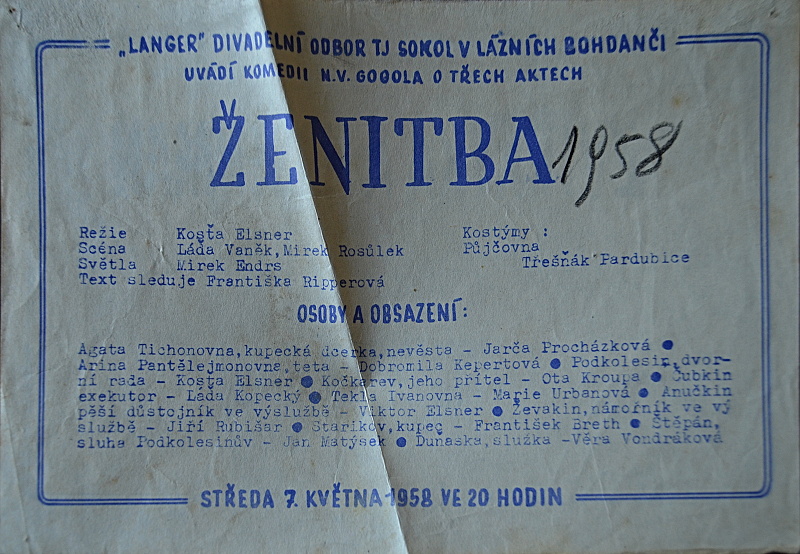 „LANGER" DIVADELNÍ ODBOR TJ SOKOL V LÁZNÍCH BOHDANČI
UVÁDÍ KOMEDII N.V. GOGOLA O TŘECH AKTECH
ŽENITBA 1958
Režie Kosťa Elsner
Scéna Láďa Vaněk, Mirek Rosůlek
Světla Mirek Endrs
Text sleduje Františka Ripperová
Kostýmy :
Půjčovna
Třešňák Pardubice
OSOBY A OBSAZENÍ:
Agata Tichonovna, kupecká dcerka, nevěsta - Jarča Procházková ●
Arina Pantělejmonovna, teta - Dobromila Kepertová ● Podkolesin, dvor-
ní rada - Kosťa Elsner ● Kočkarev, jeho přítel - Ota Kroupa ● Čubkin
exekutor - Láďa Kopecký ● Tekla Ivanovna - Marie Urbanová ● Anučkin
pěší důstojník ve výslužbě - Viktor Elsner ● Ževakin, námořník ve vý
službě - Jiří Rubišar ● Starikov, kupec - František Breth ● Štěpán,
sluha Podkolesinův - Jan Matýsek ● Duňaška, služka - Věra Vondráková
STŘEDA 7. KVĚTNA 1958 VE 20 HODIN